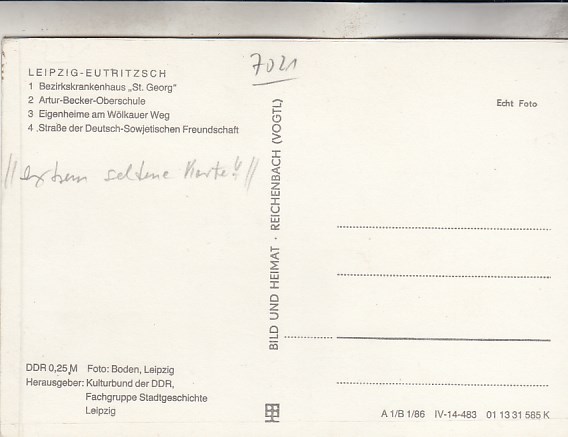 7021
LEIPZIG-EUTRITZSCH
1 Bezirkskrankenhaus „St. Georg"
2 Artur-Becker-Oberschule
3 Eigenheime am Wölkauer Weg
4 .Straße der Deutsch-Sowjetischen Freundschaft
Echt Foto
// extrem seltene Karte!! //
BILD UND HEIMAT · REICHENBACH (VOGTL)
DDR 0,25 M Foto: Boden, Leipzig
Herausgeber: Kulturbund der DDR,
Fachgruppe Stadtgeschichte
Leipzig
A 1/B 1/86 IV-14-483 01 13 31 585 K